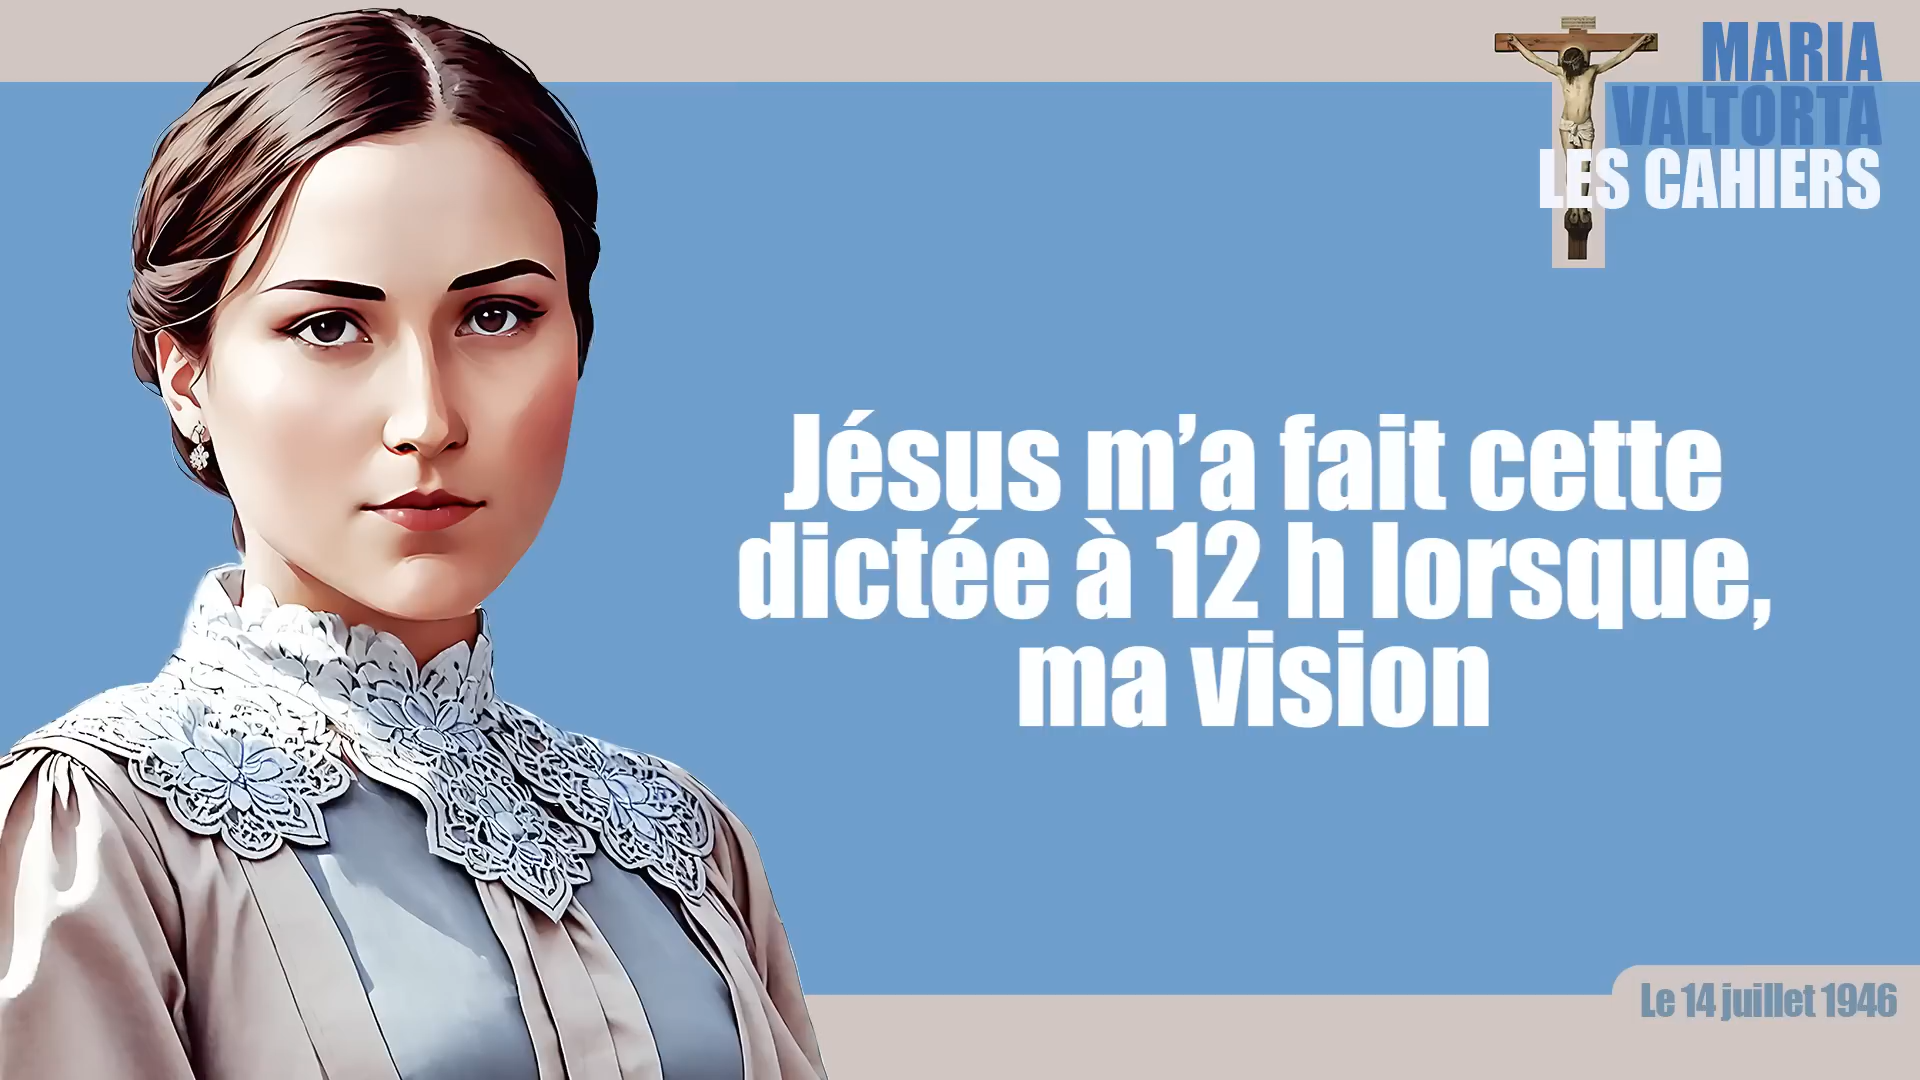 MARIA
VALTORTA
LES CAHIERS
Jésus m’a fait cette
dictée à 12 h lorsque,
ma vision
Le 14 juillet 1946